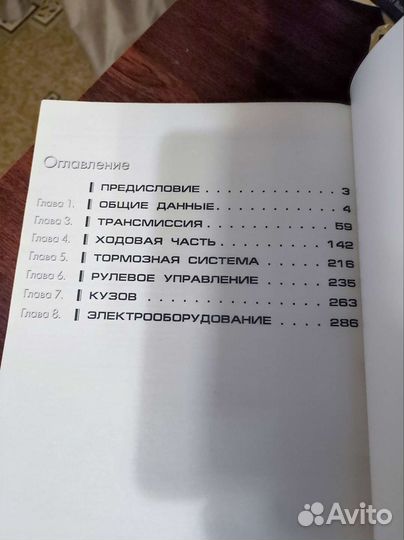 Оглавление
ПРЕДИСЛОВИЕ . . . . . . . . . . . . . 3
Глава 1. ОБЩИЕ ДАННЫЕ . . . . . . . . . . . 4
Глава 3. ТРАНСМИССИЯ . . . . . . . . . . . . 59
Глава 4. ХОДОВАЯ ЧАСТЬ . . . . . . . . . . 142
Глава 5. ТОРМОЗНАЯ СИСТЕМА . . . . . . 216
Глава 6. РУЛЕВОЕ УПРАВЛЕНИЕ . . . . . . 235
Глава 7. КУЗОВ . . . . . . . . . . . . . . . . . 263
Глава 8. ЭЛЕКТРООБОРУДОВАНИЕ . . . . 286
Avito